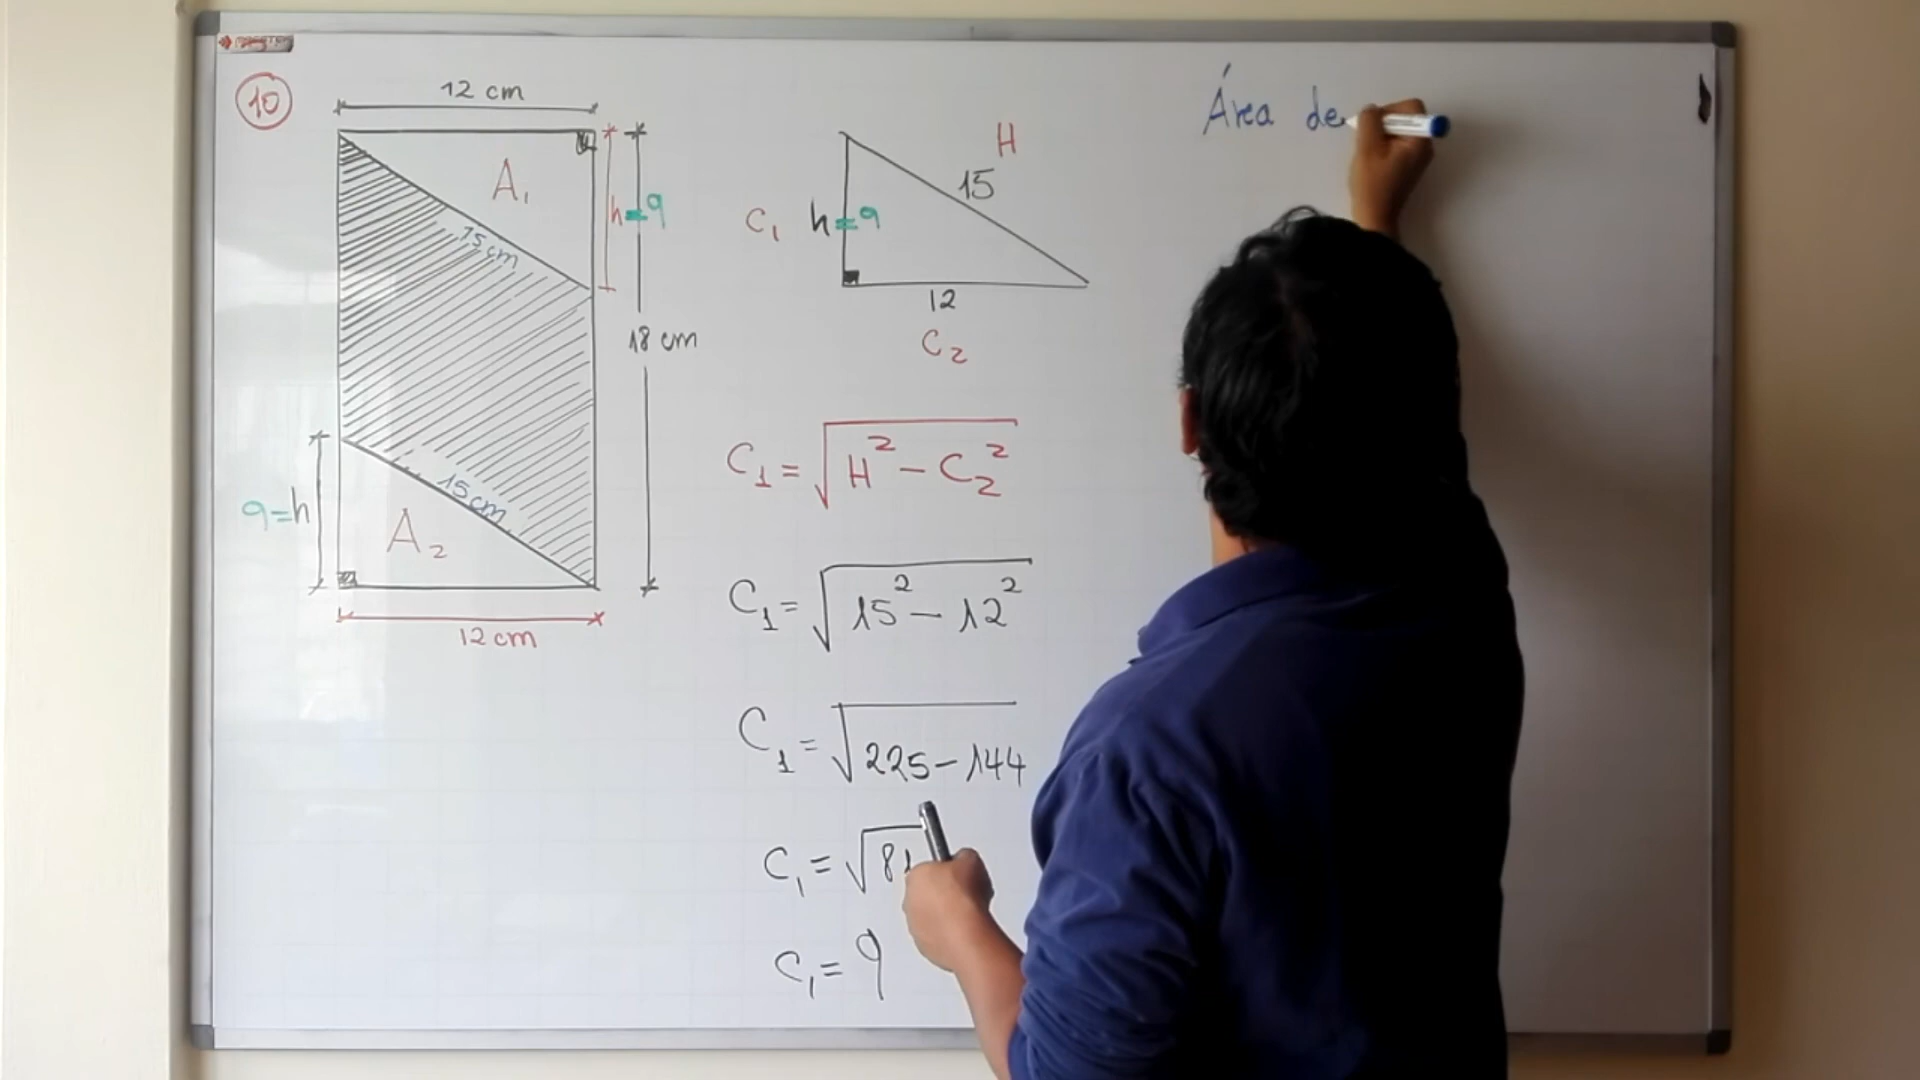 10
12 cm
A₁
h=9
15 cm
18 cm
15 cm
9=h
A₂
12 cm
H
15
C₁ h=9
12
C₂
C₁ = √H² - C₂²
C₁ = √15² - 12²
C₁ = √225 - 144
C₁ = √81
C₁ = 9
Área de